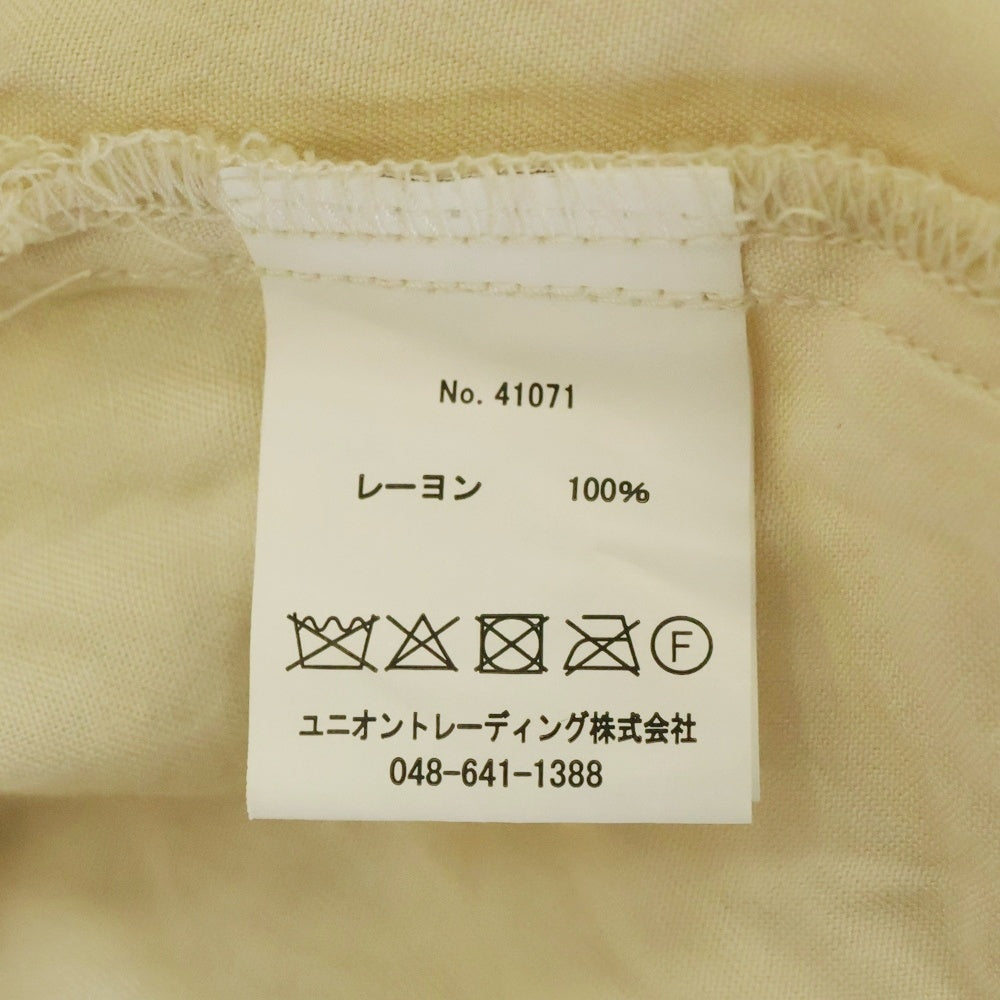 No. 41071
レーヨン 100%
F
ユニオントレーディング株式会社
048-641-1388